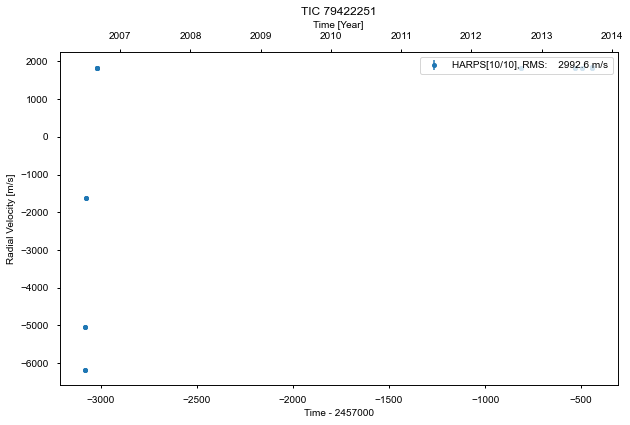 TIC 79422251
Time [Year]
2007 2008 2009 2010 2011 2012 2013 2014
HARPS[10/10], RMS: 2992.6 m/s
Radial Velocity [m/s]
2000
1000
0
−1000
−2000
−3000
−4000
−5000
−6000
−3000 −2500 −2000 −1500 −1000 −500
Time - 2457000